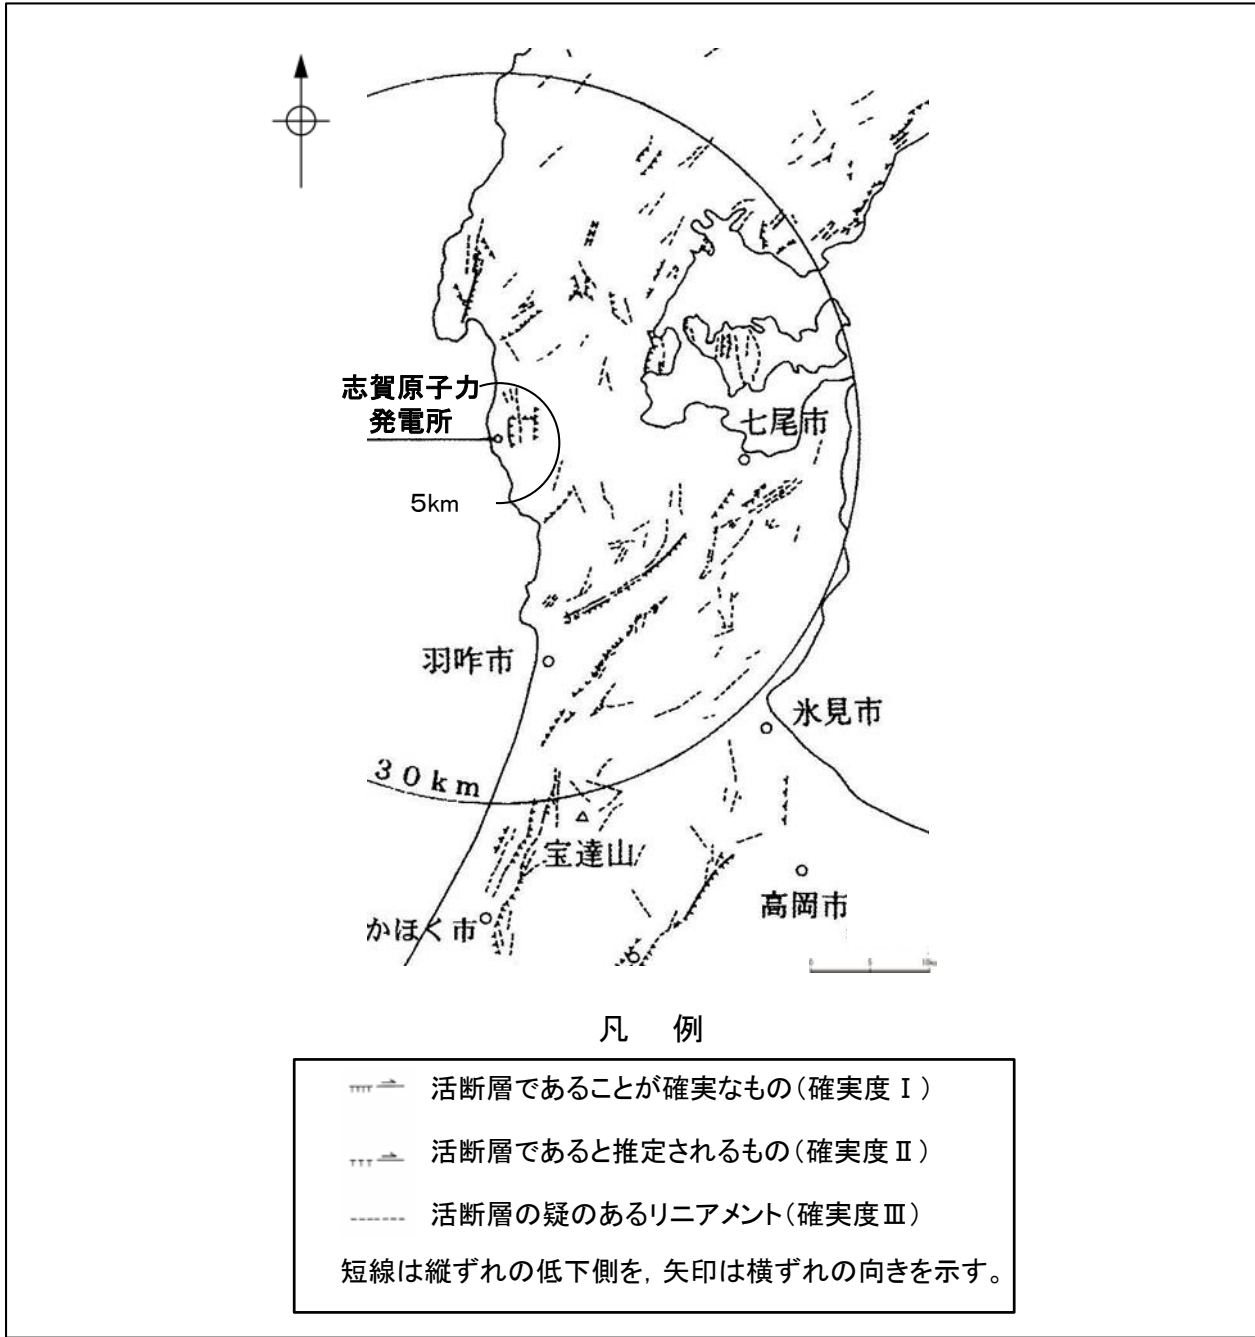 志賀原子力
発電所
5km
七尾市
羽咋市
氷見市
30km
宝達山
高岡市
かほく市
0 5 10km
凡 例
活断層であることが確実なもの(確実度Ⅰ)
活断層であると推定されるもの(確実度Ⅱ)
活断層の疑のあるリニアメント(確実度Ⅲ)
短線は縦ずれの低下側を, 矢印は横ずれの向きを示す。